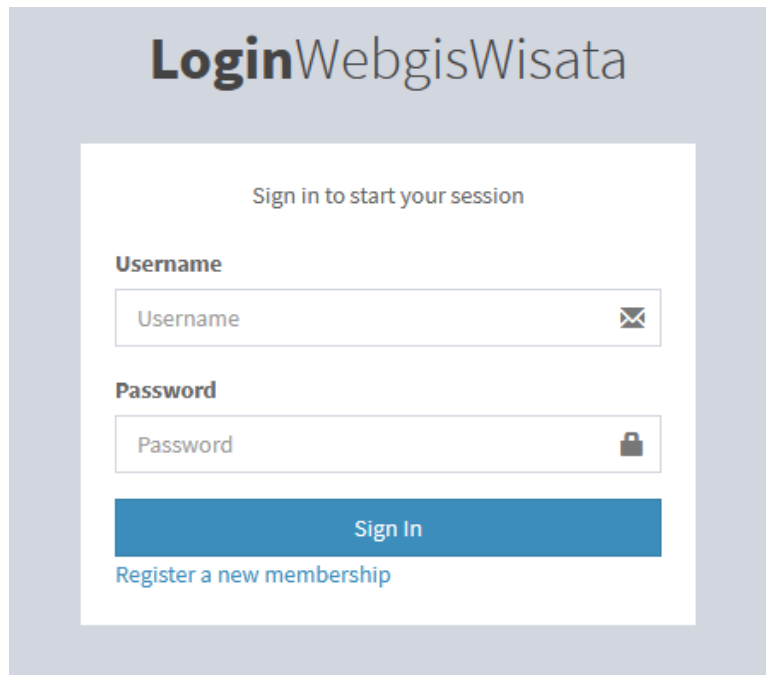 LoginWebgisWisata
Sign in to start your session
Username
Username
Password
Password
Sign In
Register a new membership